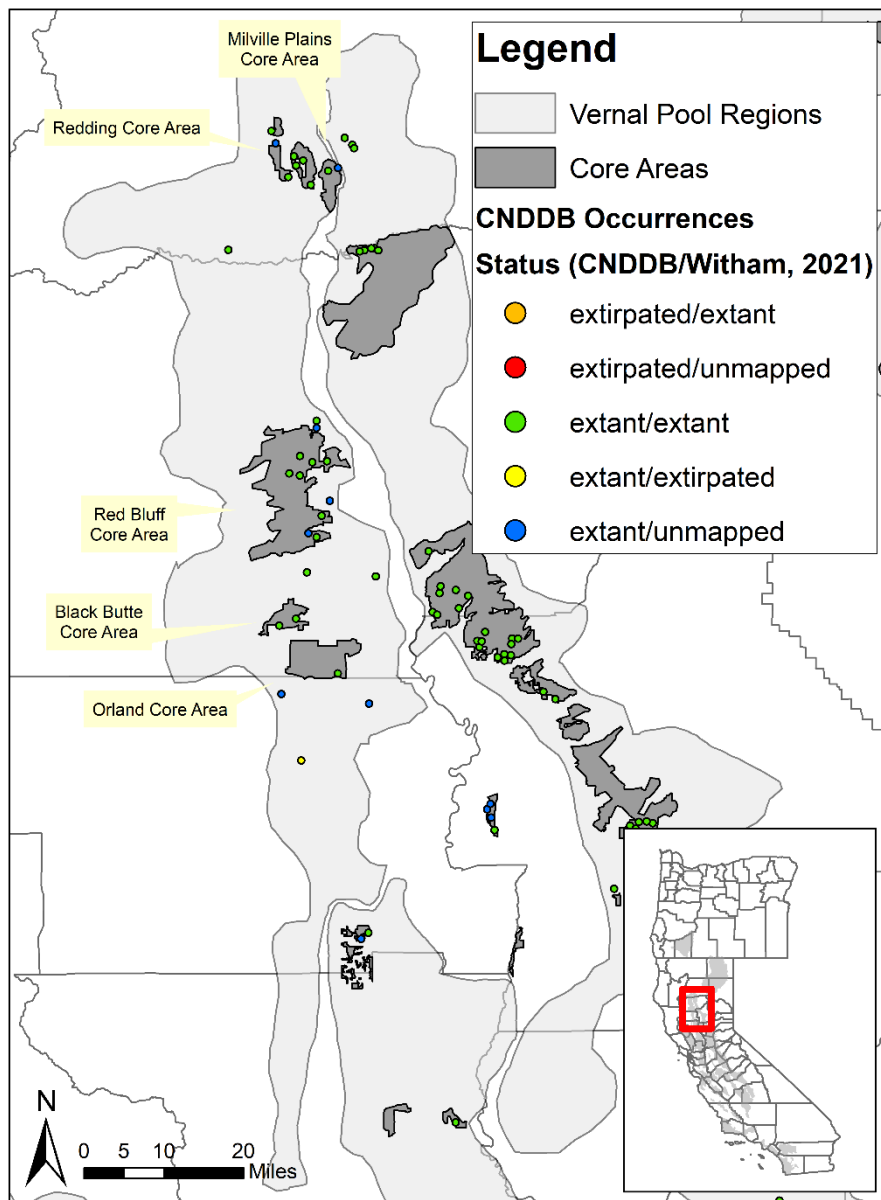 Milville Plains
Core Area
Redding Core Area
Red Bluff
Core Area
Black Butte
Core Area
Orland Core Area
Legend
Vernal Pool Regions
Core Areas
CNDDB Occurrences
Status (CNDDB/Witham, 2021)
extirpated/extant
extirpated/unmapped
extant/extant
extant/extirpated
extant/unmapped
N
0 5 10 20
Miles